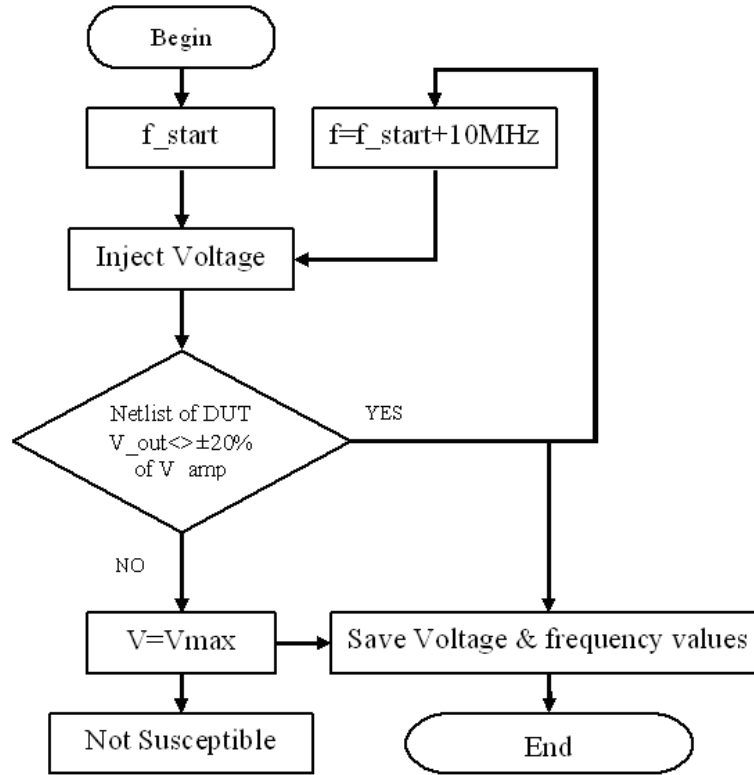 Begin
f_start
f=f_start+10MHz
Inject Voltage
Netlist of DUT
V_out<>±20%
of V_amp
YES
NO
V=Vmax
Save Voltage & frequency values
Not Susceptible
End